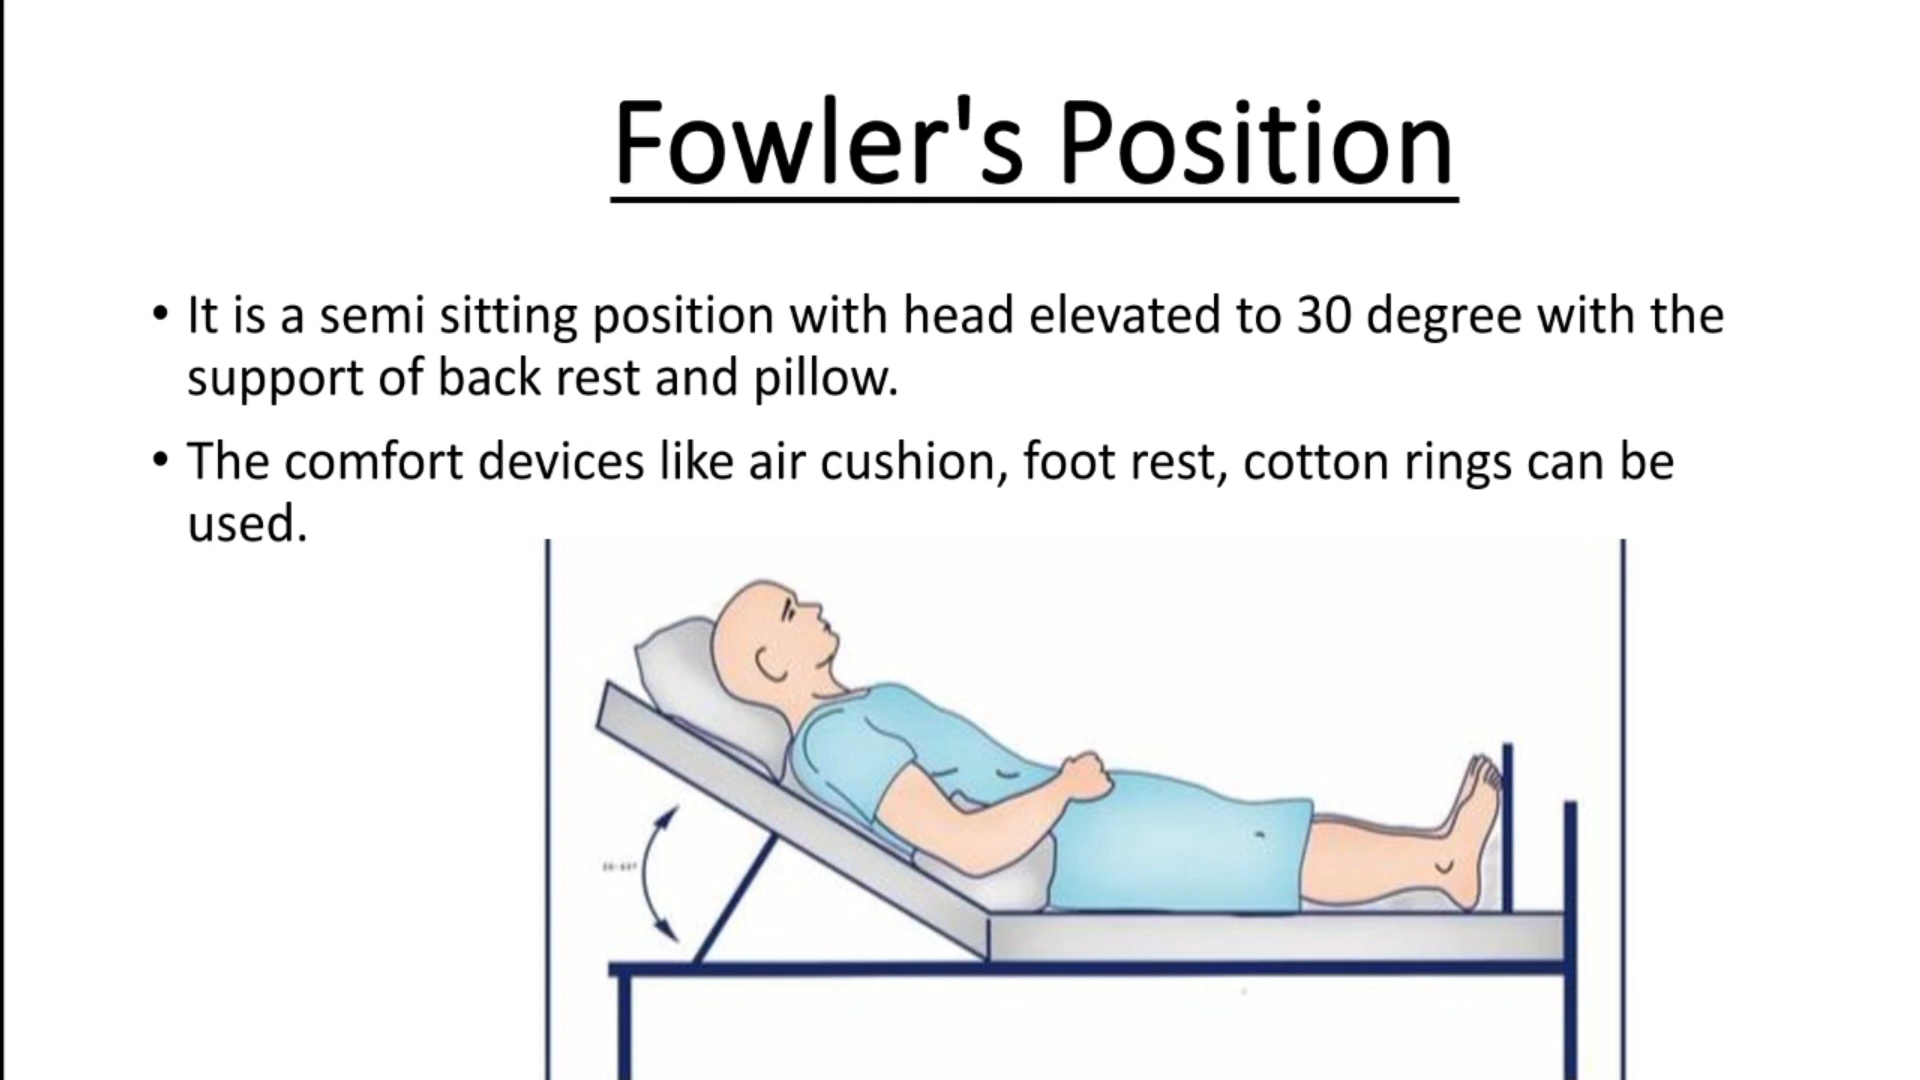 Fowler's Position
• It is a semi sitting position with head elevated to 30 degree with the
support of back rest and pillow.
• The comfort devices like air cushion, foot rest, cotton rings can be
used.